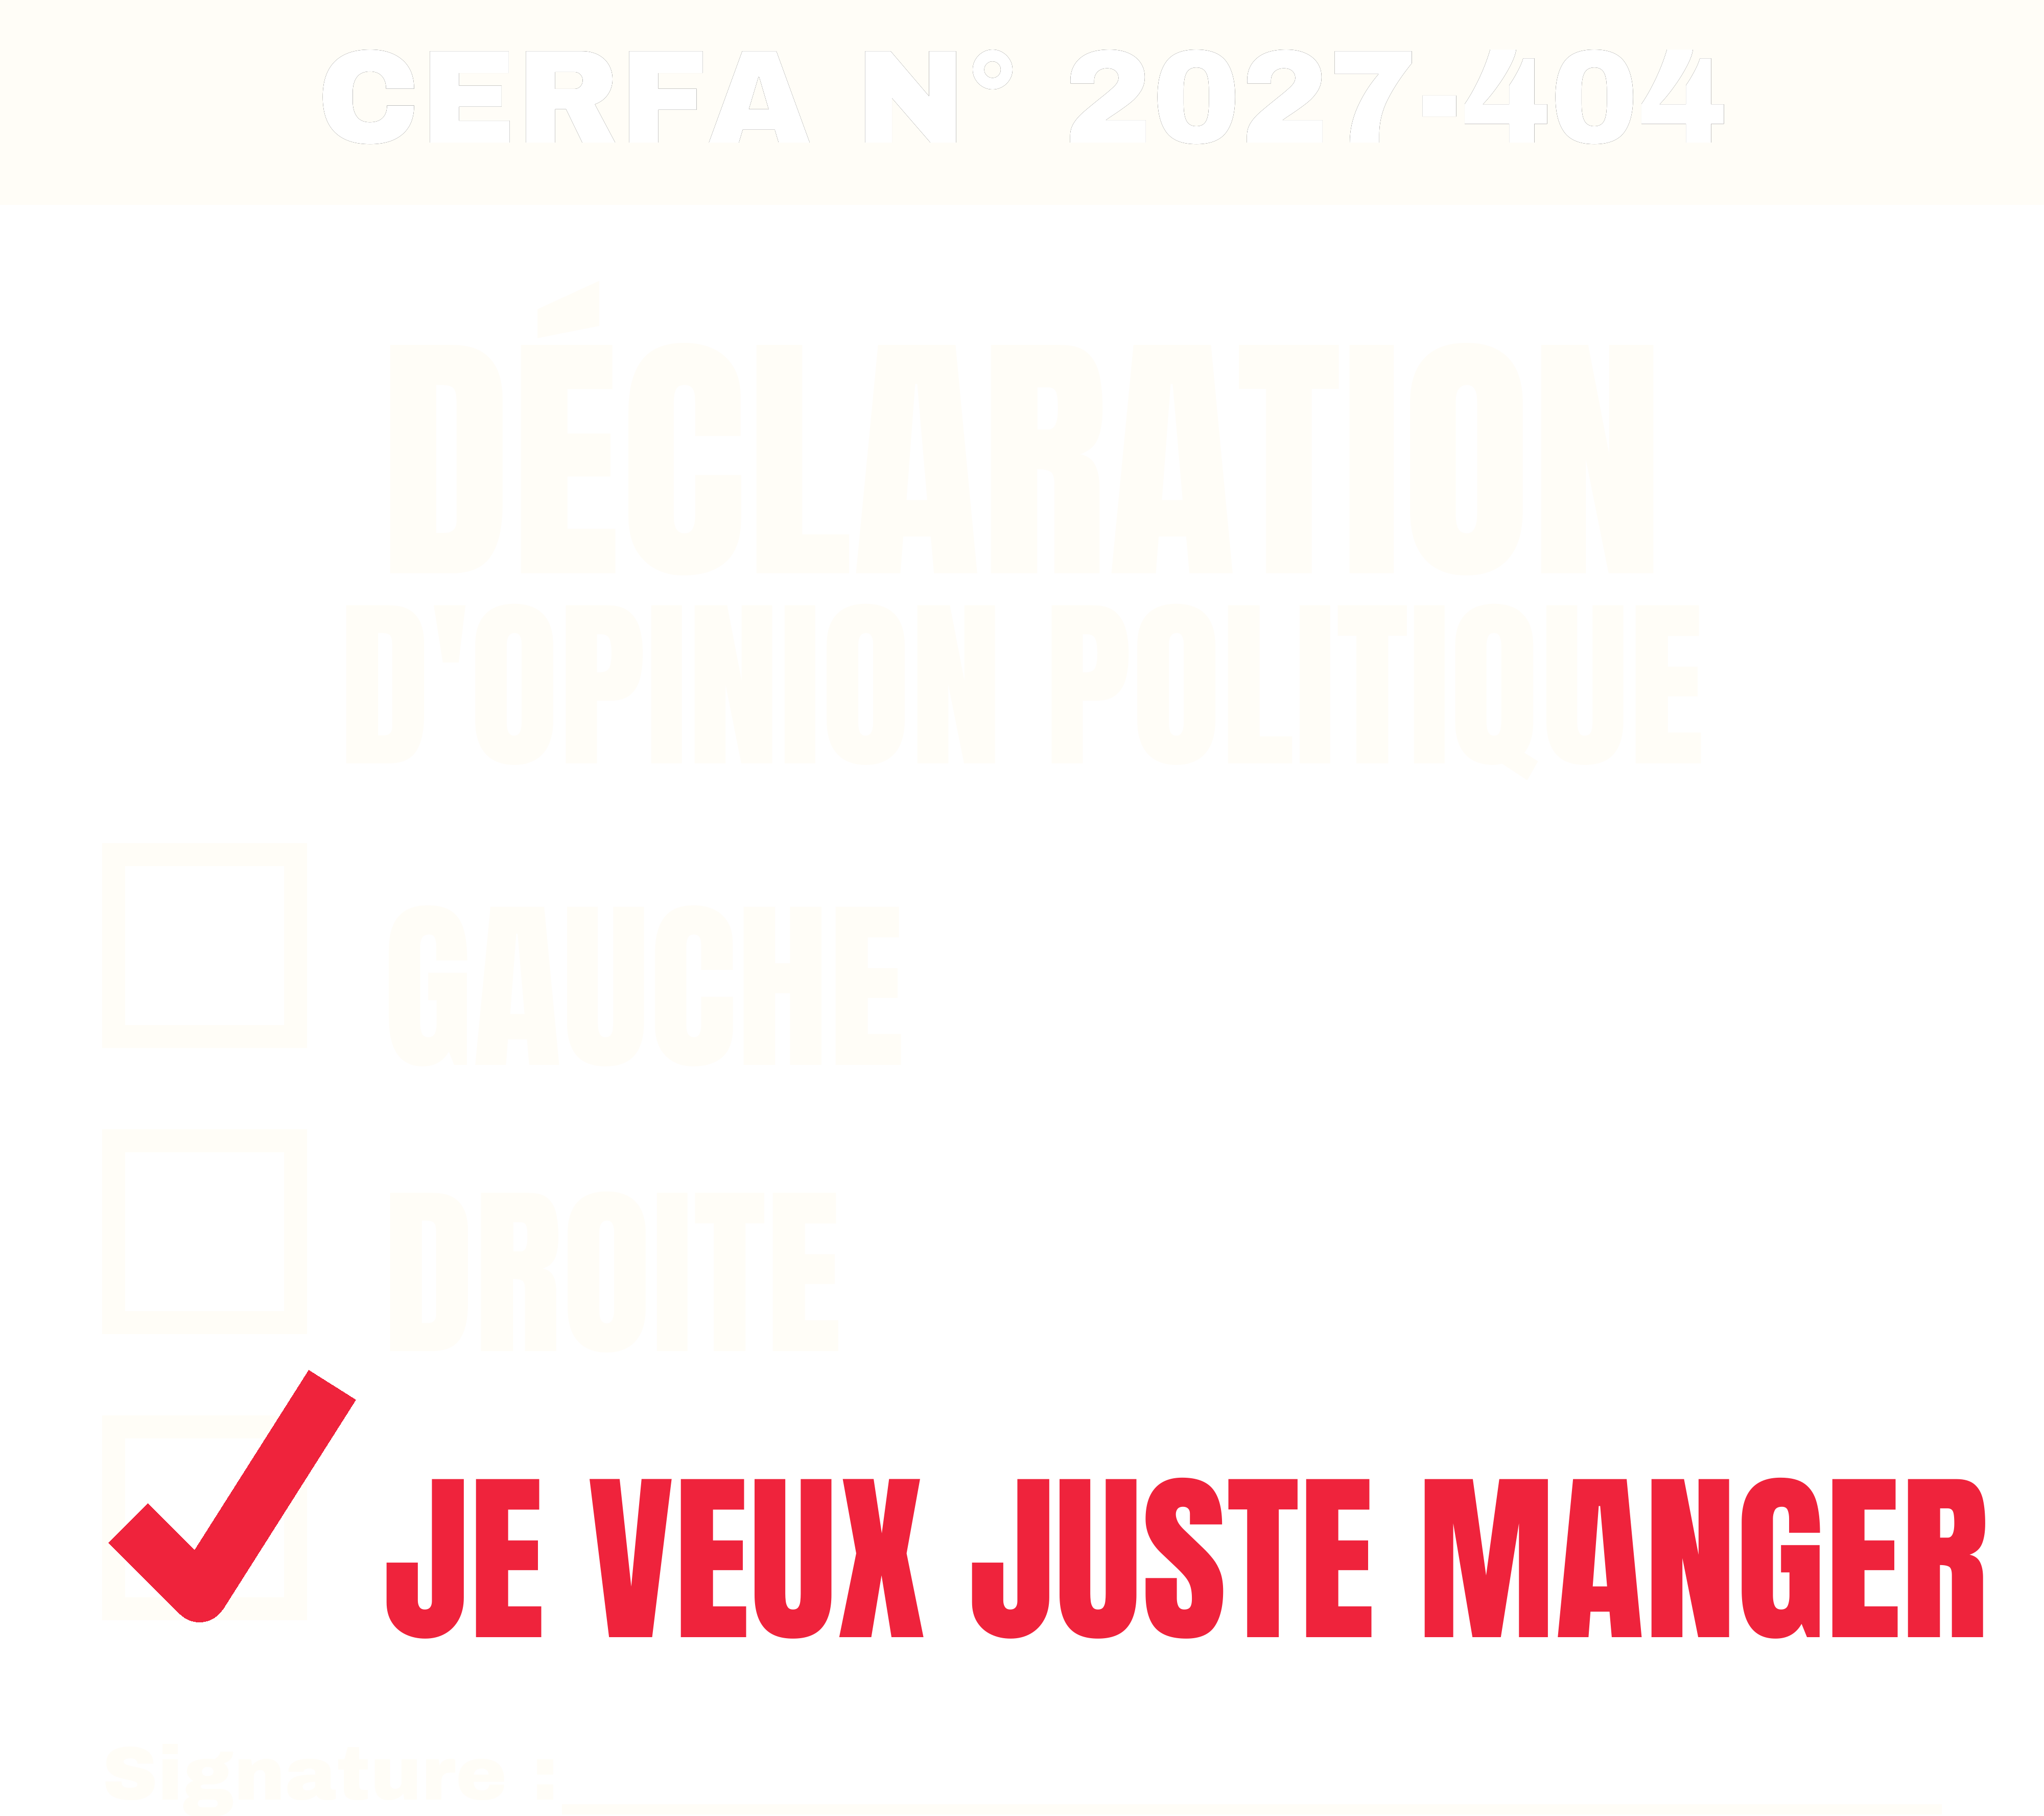 CERFA N° 2027-404
DÉCLARATION
D'OPINION POLITIQUE
GAUCHE
DROITE
JE VEUX JUSTE MANGER
Signature :